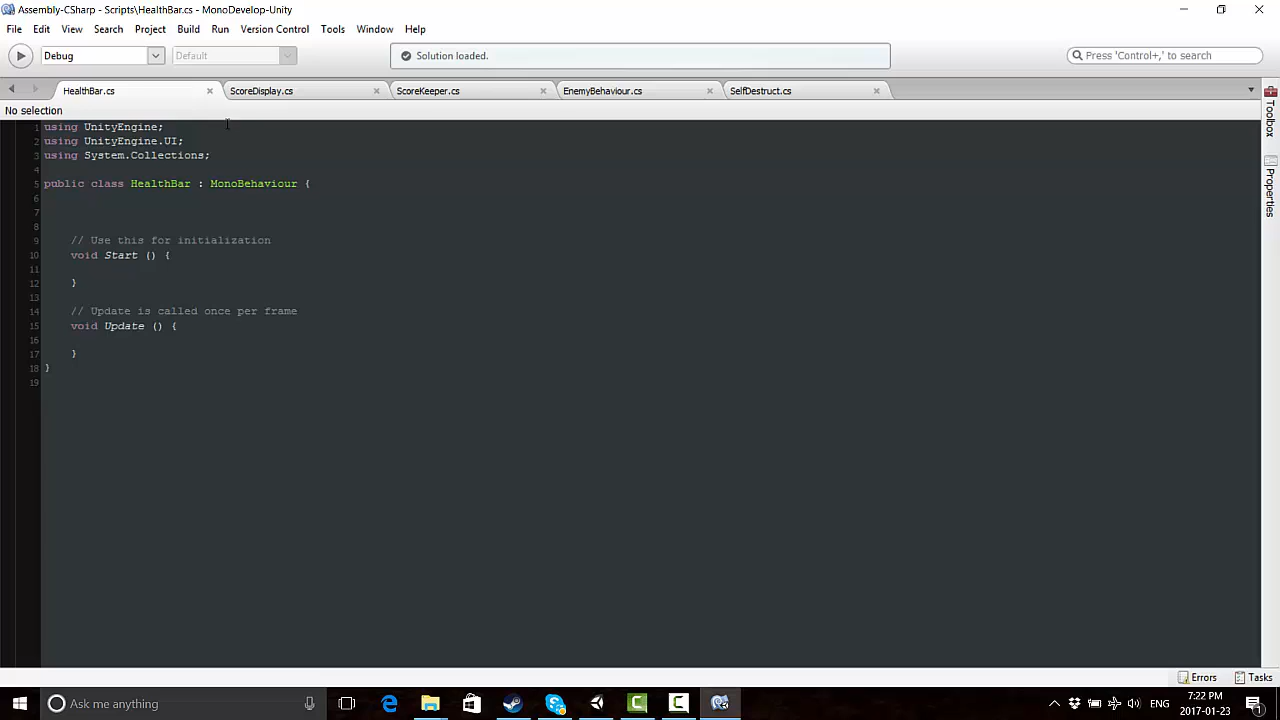 Assembly-CSharp - Scripts\HealthBar.cs - MonoDevelop-Unity
File Edit View Search Project Build Run Version Control Tools Window Help
Debug Default Solution loaded. Press 'Control+,' to search
HealthBar.cs ScoreDisplay.cs ScoreKeeper.cs EnemyBehaviour.cs SelfDestruct.cs
No selection
Toolbox
Properties
1 using UnityEngine;
2 using UnityEngine.UI;
3 using System.Collections;
4
5 public class HealthBar : MonoBehaviour {
6
7
8
9 // Use this for initialization
10 void Start () {
11
12 }
13
14 // Update is called once per frame
15 void Update () {
16
17 }
18 }
19
Errors Tasks
Ask me anything
ENG 7:22 PM
2017-01-23